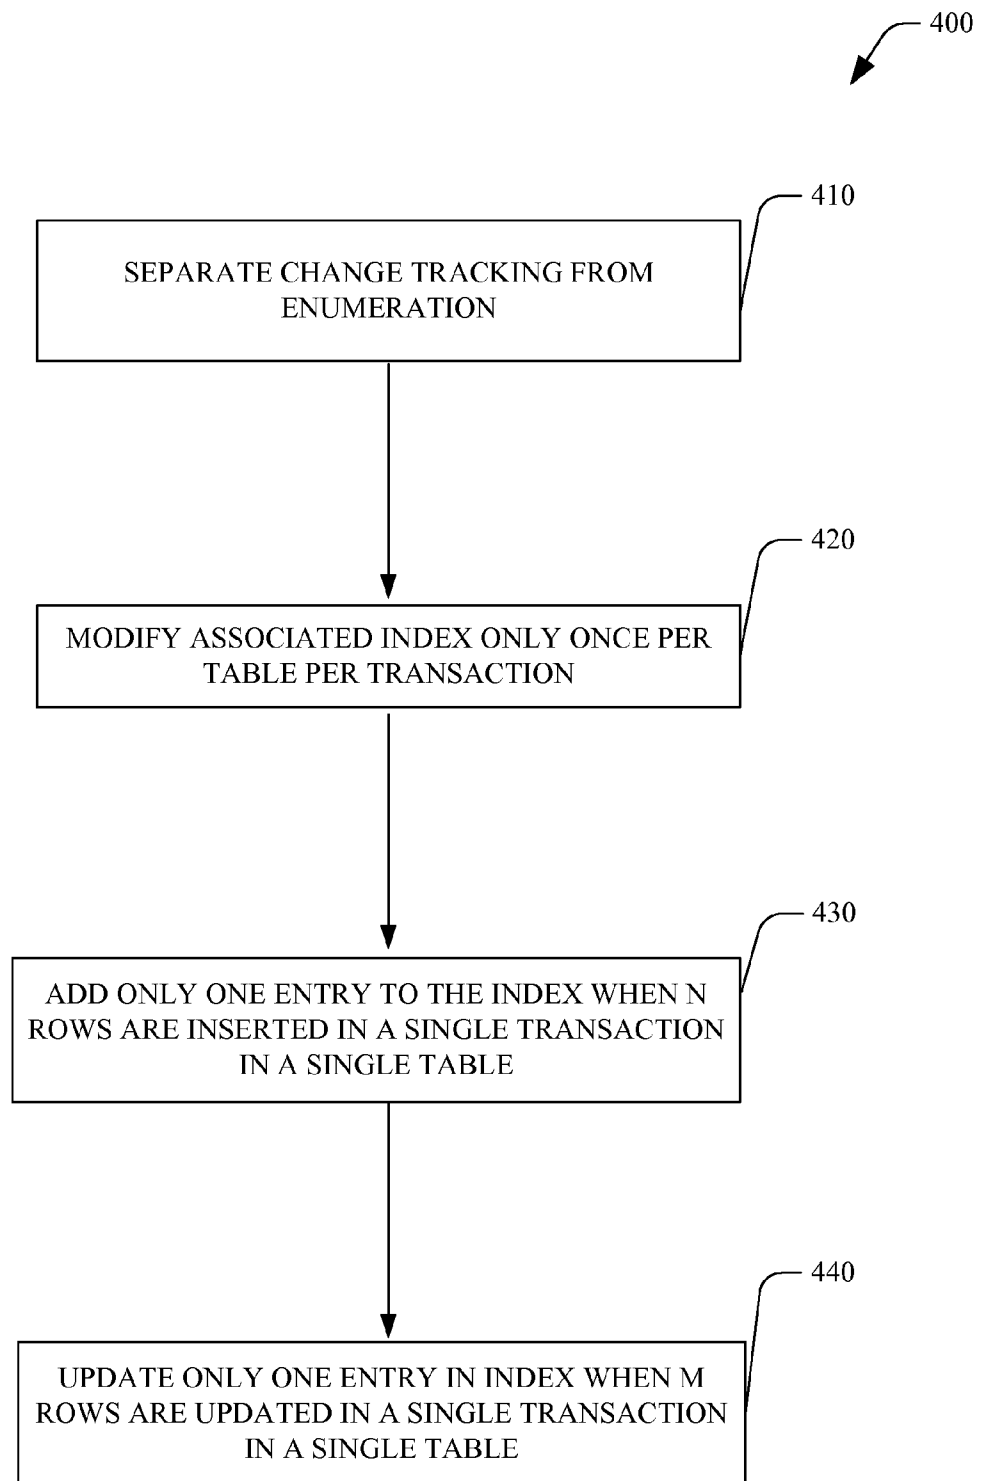 400
410
SEPARATE CHANGE TRACKING FROM
ENUMERATION
420
MODIFY ASSOCIATED INDEX ONLY ONCE PER
TABLE PER TRANSACTION
430
ADD ONLY ONE ENTRY TO THE INDEX WHEN N
ROWS ARE INSERTED IN A SINGLE TRANSACTION
IN A SINGLE TABLE
440
UPDATE ONLY ONE ENTRY IN INDEX WHEN M
ROWS ARE UPDATED IN A SINGLE TRANSACTION
IN A SINGLE TABLE